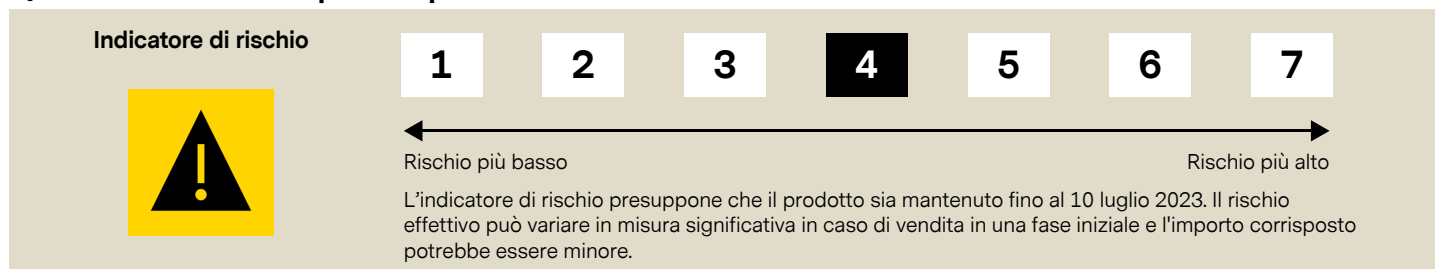 Indicatore di rischio
1 2 3 4 5 6 7
Rischio più basso Rischio più alto
L'indicatore di rischio presuppone che il prodotto sia mantenuto fino al 10 luglio 2023. Il rischio
effettivo può variare in misura significativa in caso di vendita in una fase iniziale e l'importo corrisposto
potrebbe essere minore.